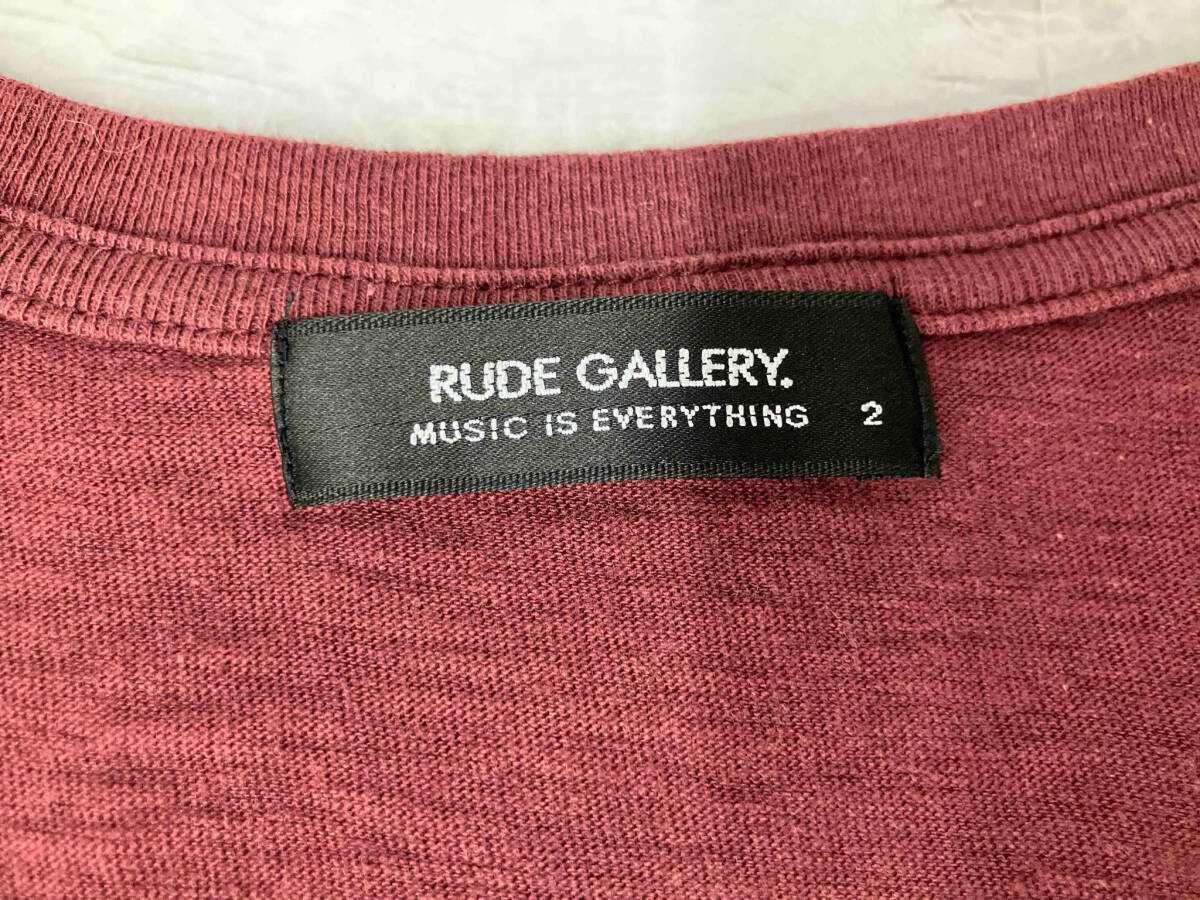 RUDE GALLERY.
MUSIC IS EVERYTHING 2